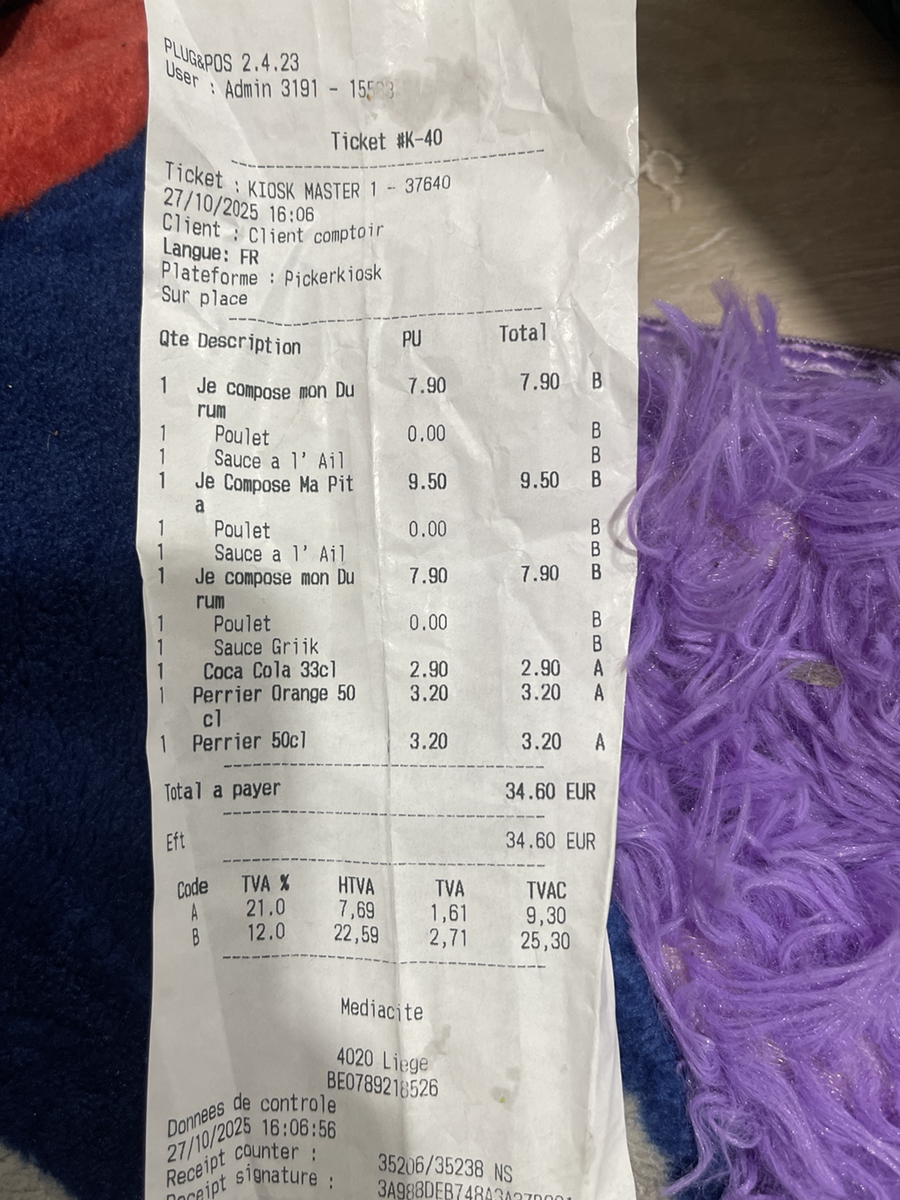 PLUG&POS 2.4.23
User : Admin 3191 - 
Ticket #K-40
Ticket : KIOSK MASTER 1 - 37640
27/10/2025 16:06
Client : Client comptoir
Langue: FR
Plateforme : Pickerkiosk
Sur place
Qte Description PU Total
1 Je compose mon Du 7.90 7.90 B
rum
1 Poulet 0.00 B
1 Sauce a l' Ail B
1 Je Compose Ma Pit 9.50 9.50 B
a
1 Poulet 0.00 B
1 Sauce a l' Ail B
1 Je compose mon Du 7.90 7.90 B
rum
1 Poulet 0.00 B
1 Sauce Griik B
1 Coca Cola 33cl 2.90 2.90 A
1 Perrier Orange 50 3.20 3.20 A
cl
1 Perrier 50cl 3.20 3.20 A
Total a payer 34.60 EUR
Eft 34.60 EUR
Code TVA % HTVA TVA TVAC
A 21.0 7,69 1,61 9,30
B 12.0 22,59 2,71 25,30
Mediacite
4020 Liege
BE0789218526
Donnees de controle
27/10/2025 16:06:56
Receipt counter : 35206/35238 NS
Receipt signature :